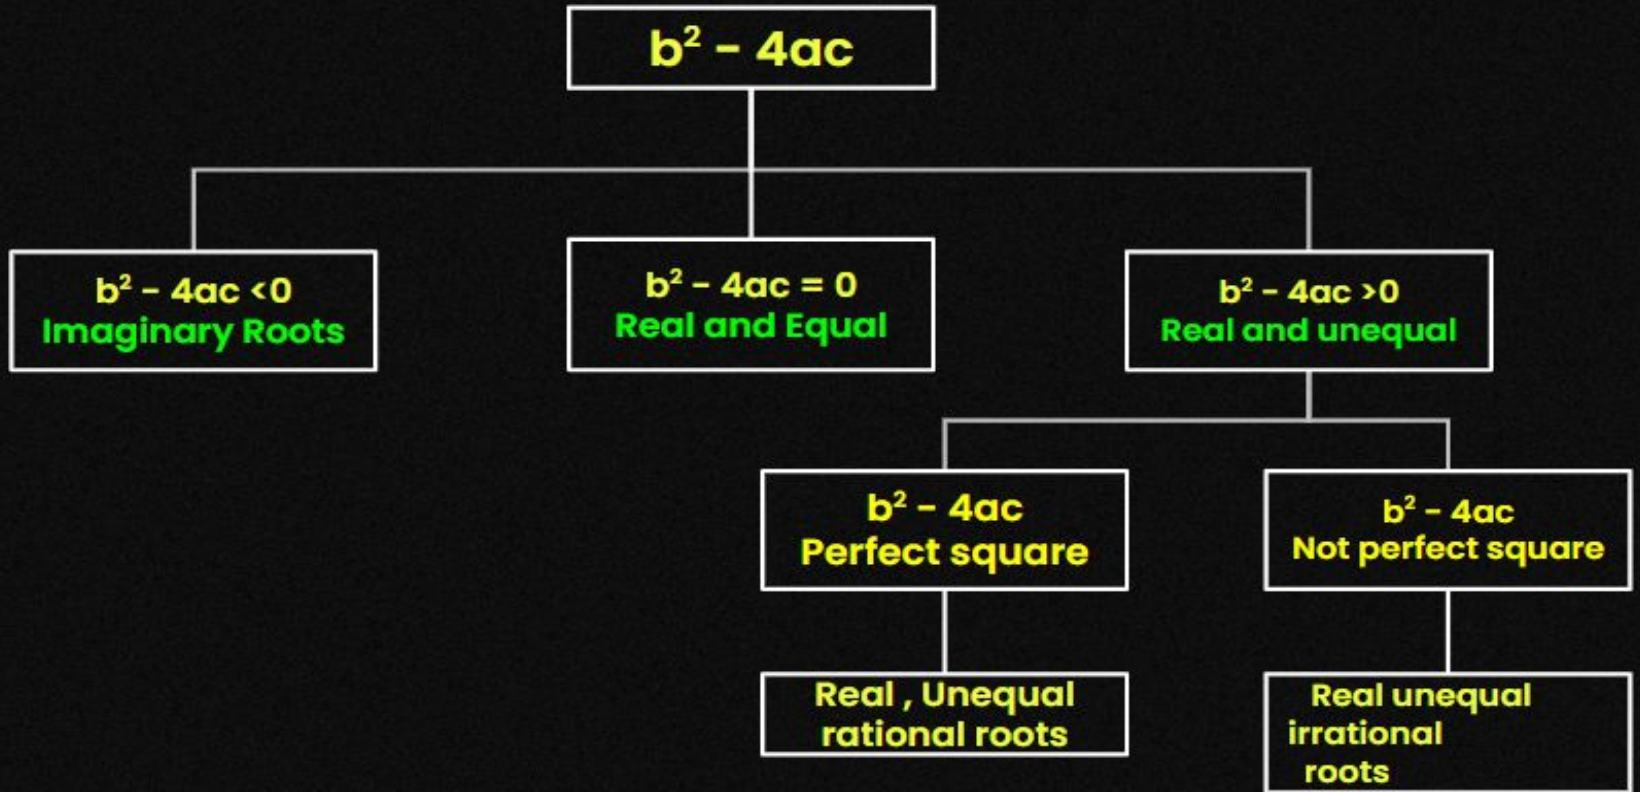 b² - 4ac
b² - 4ac <0
Imaginary Roots
b² - 4ac = 0
Real and Equal
b² - 4ac >0
Real and unequal
b² - 4ac
Perfect square
b² - 4ac
Not perfect square
Real , Unequal
rational roots
Real unequal
irrational
roots